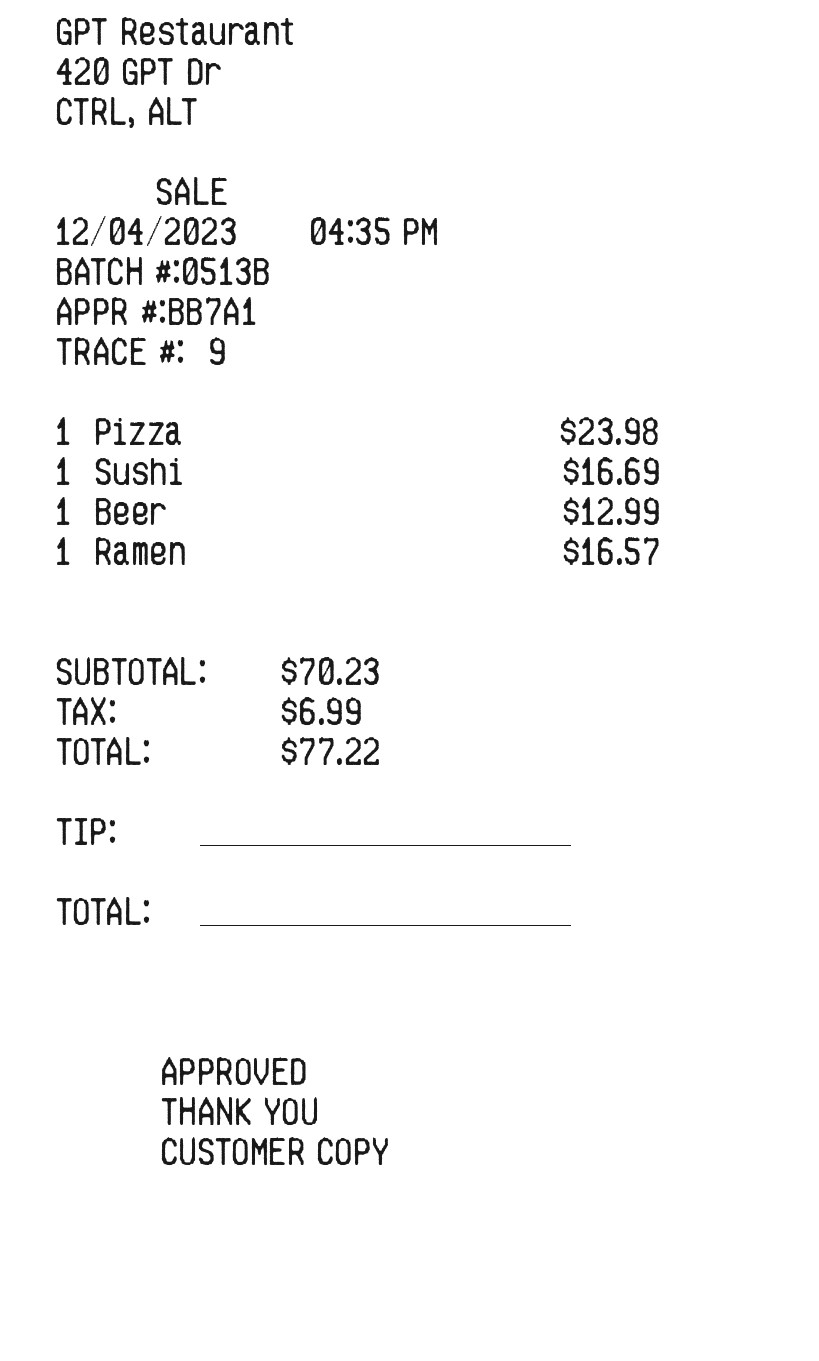 GPT Restaurant
420 GPT Dr
CTRL, ALT
SALE
12/04/2023 04:35 PM
BATCH #:0513B
APPR #:BB7A1
TRACE #: 9
1 Pizza $23.98
1 Sushi $16.69
1 Beer $12.99
1 Ramen $16.57
SUBTOTAL: $70.23
TAX: $6.99
TOTAL: $77.22
TIP:
TOTAL:
APPROVED
THANK YOU
CUSTOMER COPY